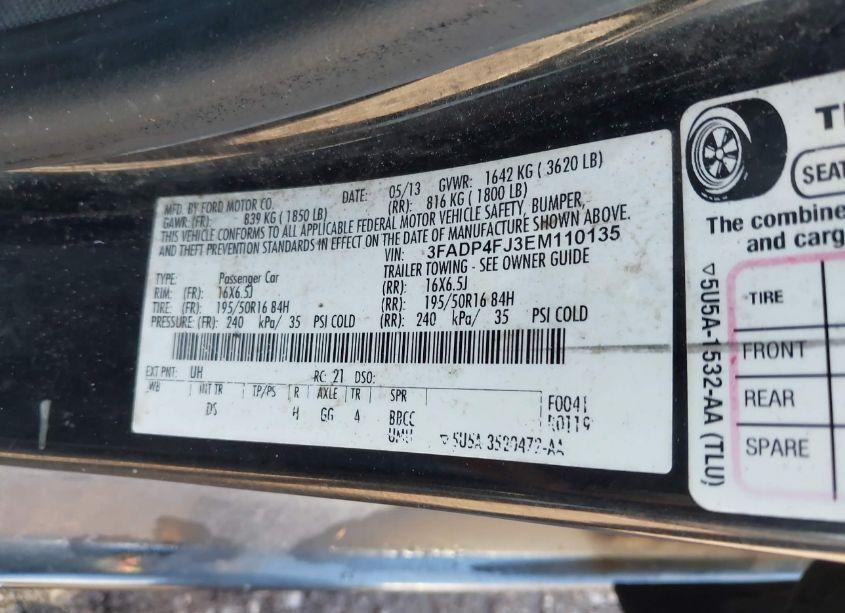 MFD. BY FORD MOTOR CO.
DATE: 05/13 GVWR: 1642 KG ( 3620 LB)
GAWR: (FR): 839 KG ( 1850 LB) (RR): 816 KG ( 1800 LB)
THIS VEHICLE CONFORMS TO ALL APPLICABLE FEDERAL MOTOR VEHICLE SAFETY, BUMPER,
AND THEFT PREVENTION STANDARDS IN EFFECT ON THE DATE OF MANUFACTURE SHOWN ABOVE.
VIN: 3FADP4FJ3EM110135
TYPE: Passenger Car TRAILER TOWING - SEE OWNER GUIDE
RIM: (FR): 16X6.5J (RR): 16X6.5J
TIRE: (FR) 195/50R16 84H (RR): 195/50R16 84H
PRESSURE: (FR): 240 kPa/ 35 PSI COLD (RR): 240 kPa/ 35 PSI COLD
EXT PNT: UH RC: 21 DSO:
WB INT TR TP/PS R AXLE TR SPR F0041
DS H GG 4 BBCC R0119
UMU ▽5U5A-3520472-AA
SEAT
The combine
and carg
▽5U5A-1532-AA (TLU)
TIRE
FRONT
REAR
SPARE